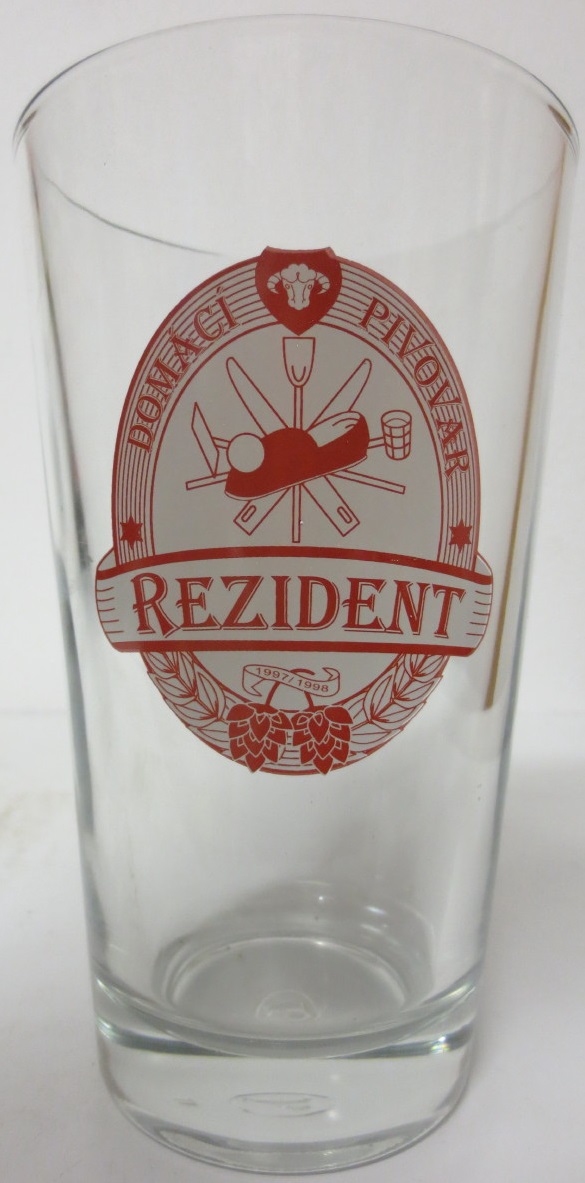 DOMÁCÍ PIVOVAR
REZIDENT
1997/1998